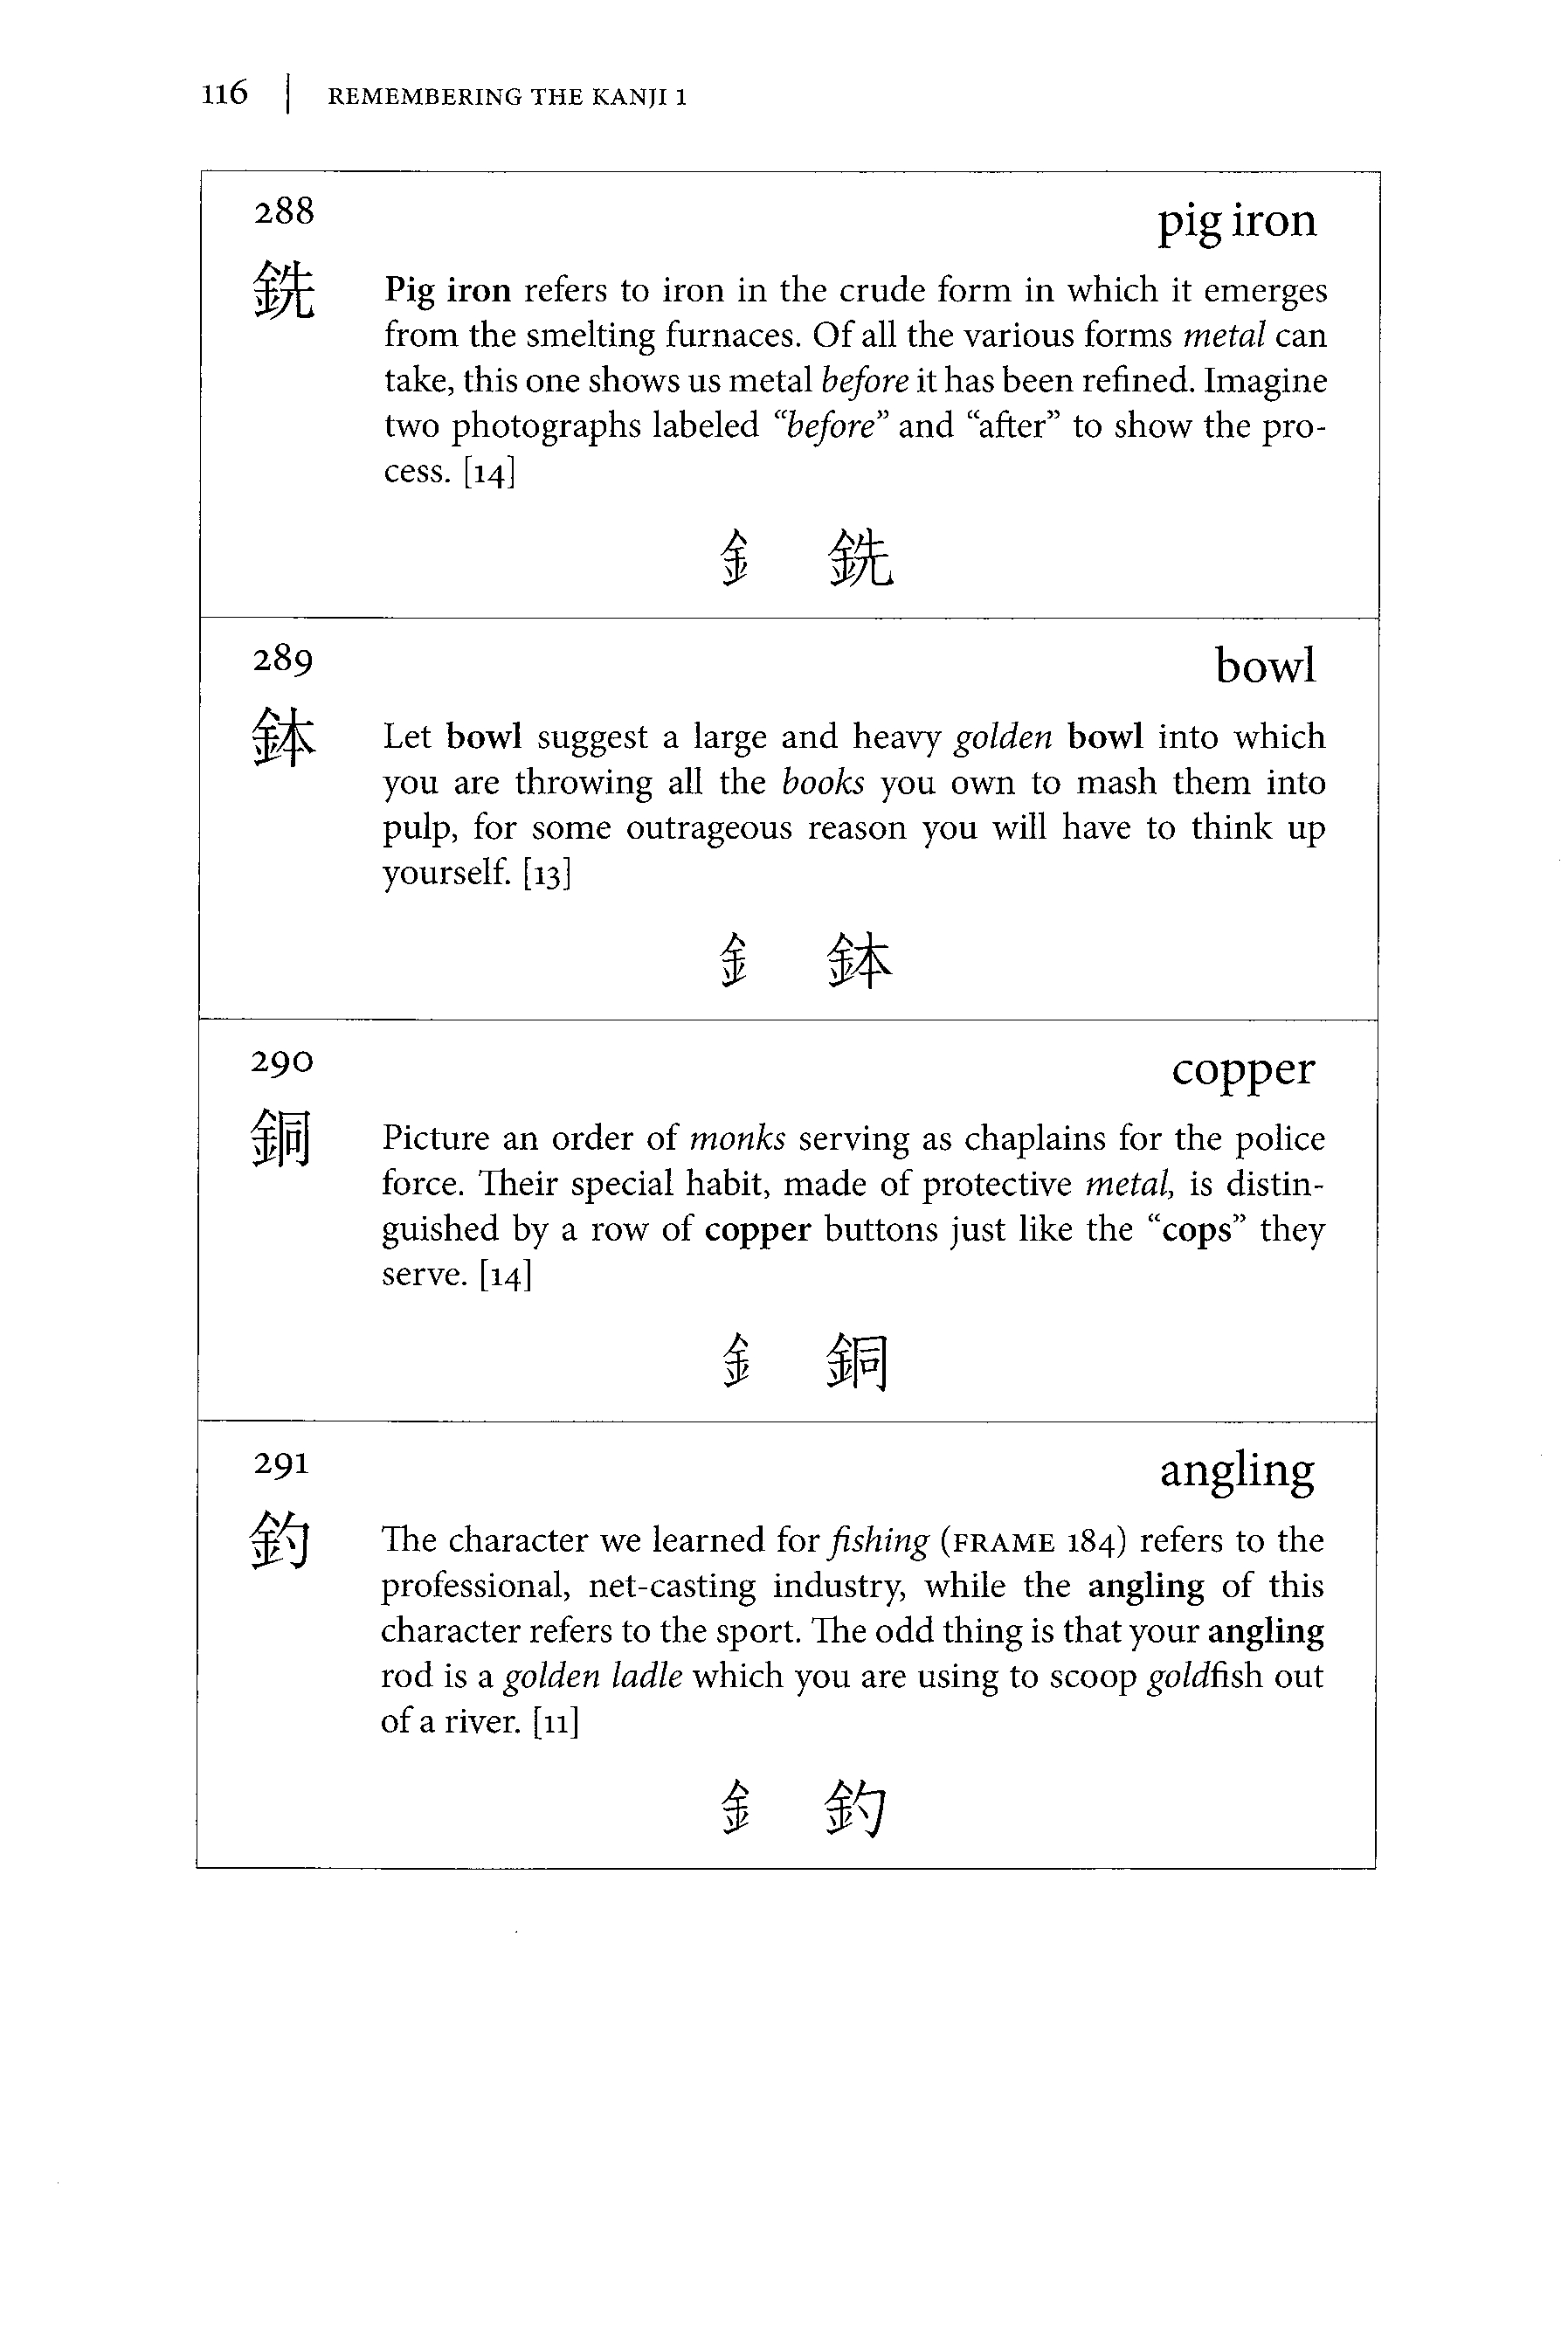 116 | REMEMBERING THE KANJI 1
288
pig iron
銑
Pig iron refers to iron in the crude form in which it emerges
from the smelting furnaces. Of all the various forms metal can
take, this one shows us metal before it has been refined. Imagine
two photographs labeled “before” and “after” to show the pro-
cess. [14]
釒 銑
289
bowl
鉢
Let bowl suggest a large and heavy golden bowl into which
you are throwing all the books you own to mash them into
pulp, for some outrageous reason you will have to think up
yourself. [13]
釒 鉢
290
copper
銅
Picture an order of monks serving as chaplains for the police
force. Their special habit, made of protective metal, is distin-
guished by a row of copper buttons just like the “cops” they
serve. [14]
釒 銅
291
angling
釣
The character we learned for fishing (FRAME 184) refers to the
professional, net-casting industry, while the angling of this
character refers to the sport. The odd thing is that your angling
rod is a golden ladle which you are using to scoop goldfish out
of a river. [11]
釒 釣